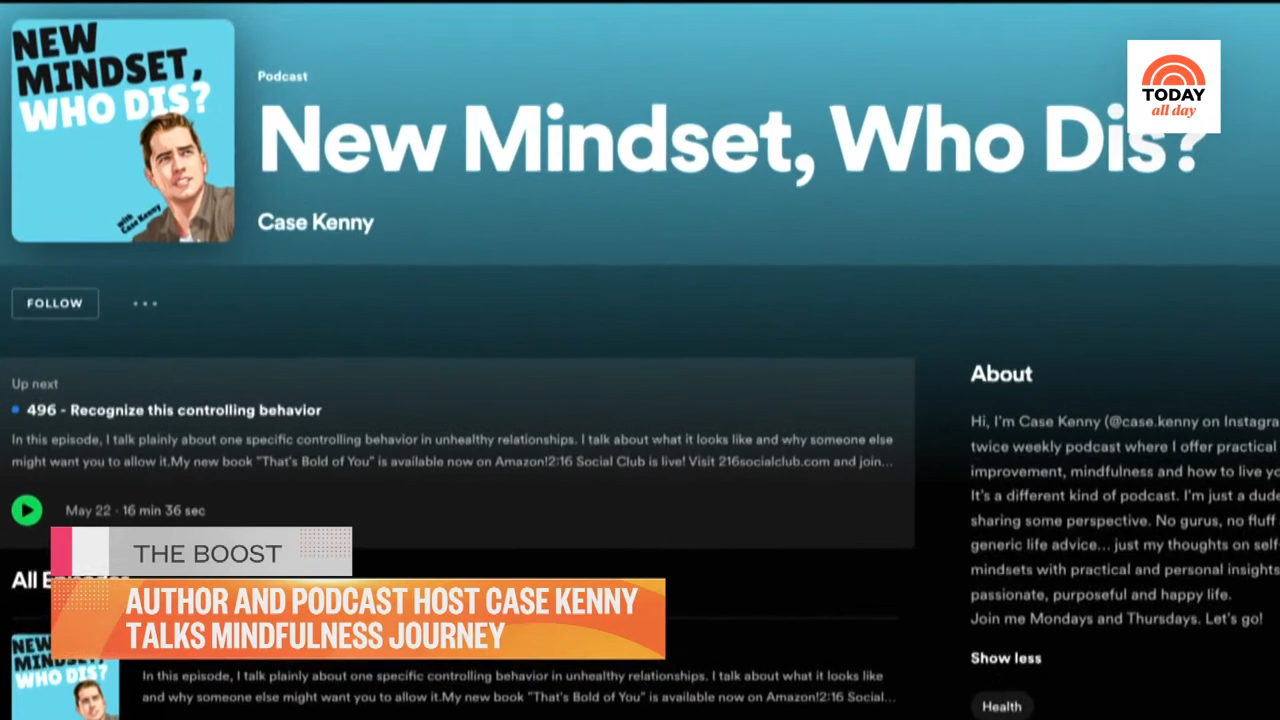 NEW
MINDSET,
WHO DIS?
with
Case Kenny
Podcast
New Mindset, Who Dis?
Case Kenny
TODAY
all day
FOLLOW
Up next
496 - Recognize this controlling behavior
In this episode, I talk plainly about one specific controlling behavior in unhealthy relationships. I talk about what it looks like and why someone else
might want you to allow it.My new book "That's Bold of You" is available now on Amazon!2:16 Social Club is live! Visit 216socialclub.com and join...
May 22 · 16 min 36 sec
About
Hi, I'm Case Kenny (@case.kenny on Instagra
twice weekly podcast where I offer practical
improvement, mindfulness and how to live yo
It's a different kind of podcast. I'm just a dude
sharing some perspective. No gurus, no fluff
generic life advice... just my thoughts on self-
mindsets with practical and personal insights
passionate, purposeful and happy life.
Join me Mondays and Thursdays. Let's go!
Show less
Health
THE BOOST
All Episodes
AUTHOR AND PODCAST HOST CASE KENNY
TALKS MINDFULNESS JOURNEY
NEW
MINDSET,
WHO DIS?
In this episode, I talk plainly about one specific controlling behavior in unhealthy relationships. I talk about what it looks like
and why someone else might want you to allow it.My new book "That's Bold of You" is available now on Amazon!2:16 Social...